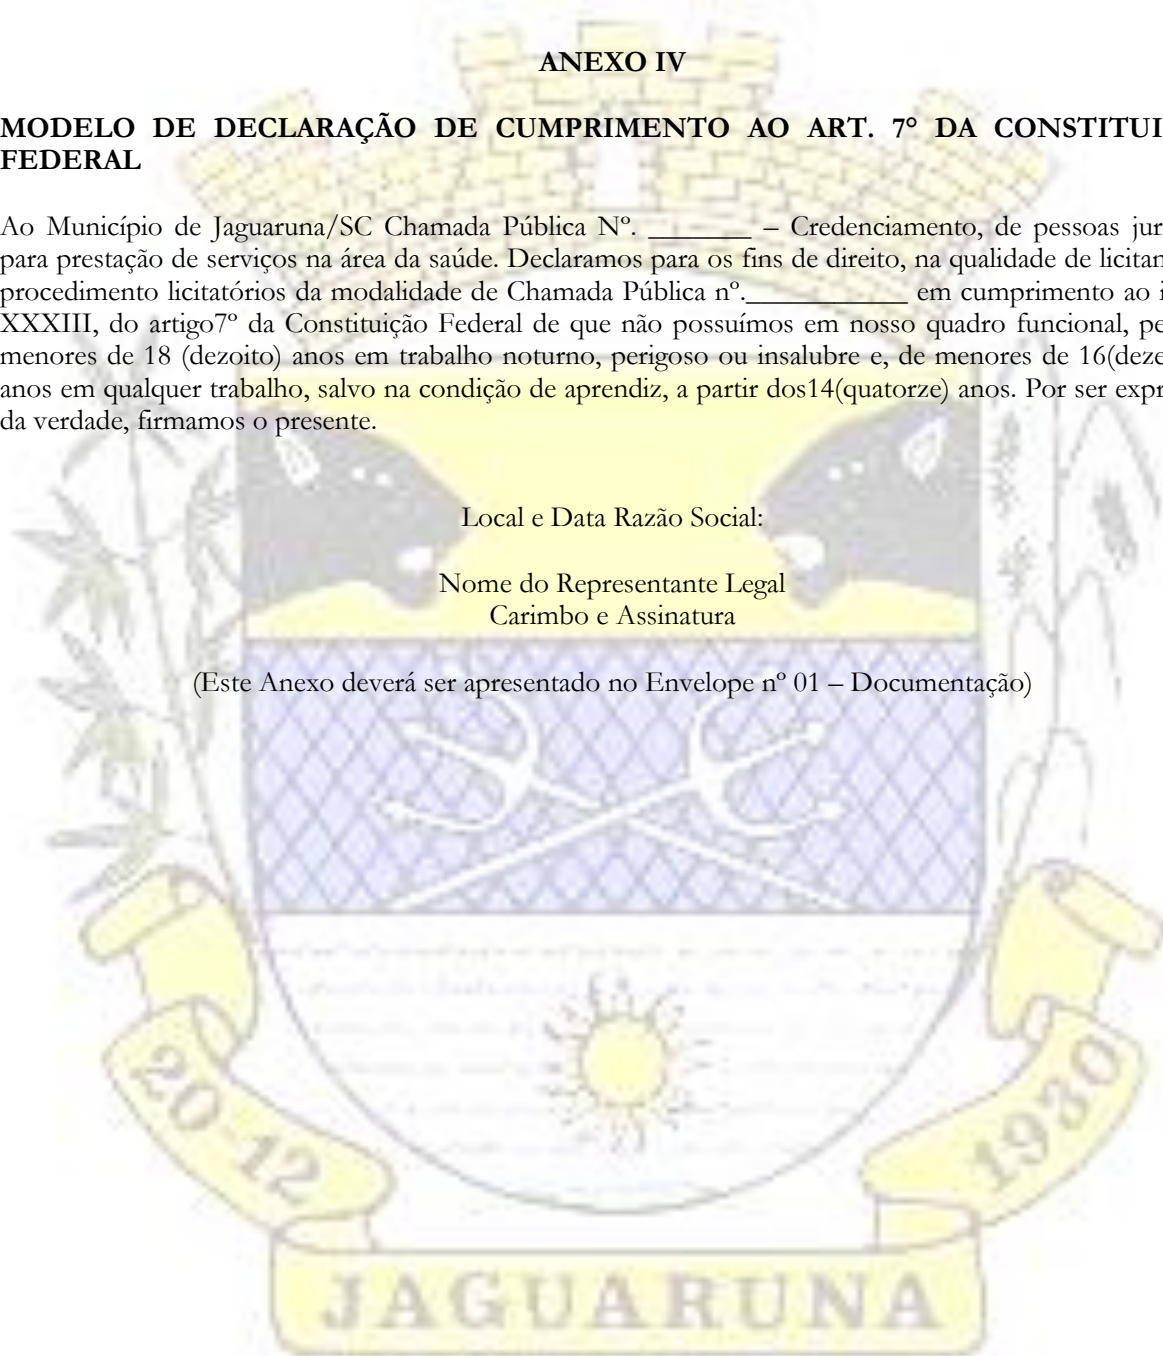 ANEXO IV
MODELO DE DECLARAÇÃO DE CUMPRIMENTO AO ART. 7° DA CONSTITUI
FEDERAL
Ao Município de Jaguaruna/SC Chamada Pública Nº. _______ – Credenciamento, de pessoas jur
para prestação de serviços na área da saúde. Declaramos para os fins de direito, na qualidade de licitan
procedimento licitatórios da modalidade de Chamada Pública nº.___________ em cumprimento ao i
XXXIII, do artigo7º da Constituição Federal de que não possuímos em nosso quadro funcional, pe
menores de 18 (dezoito) anos em trabalho noturno, perigoso ou insalubre e, de menores de 16(deze
anos em qualquer trabalho, salvo na condição de aprendiz, a partir dos14(quatorze) anos. Por ser expr
da verdade, firmamos o presente.
Local e Data Razão Social:
Nome do Representante Legal
Carimbo e Assinatura
(Este Anexo deverá ser apresentado no Envelope nº 01 – Documentação)
20-12
1930
JAGUARUNA